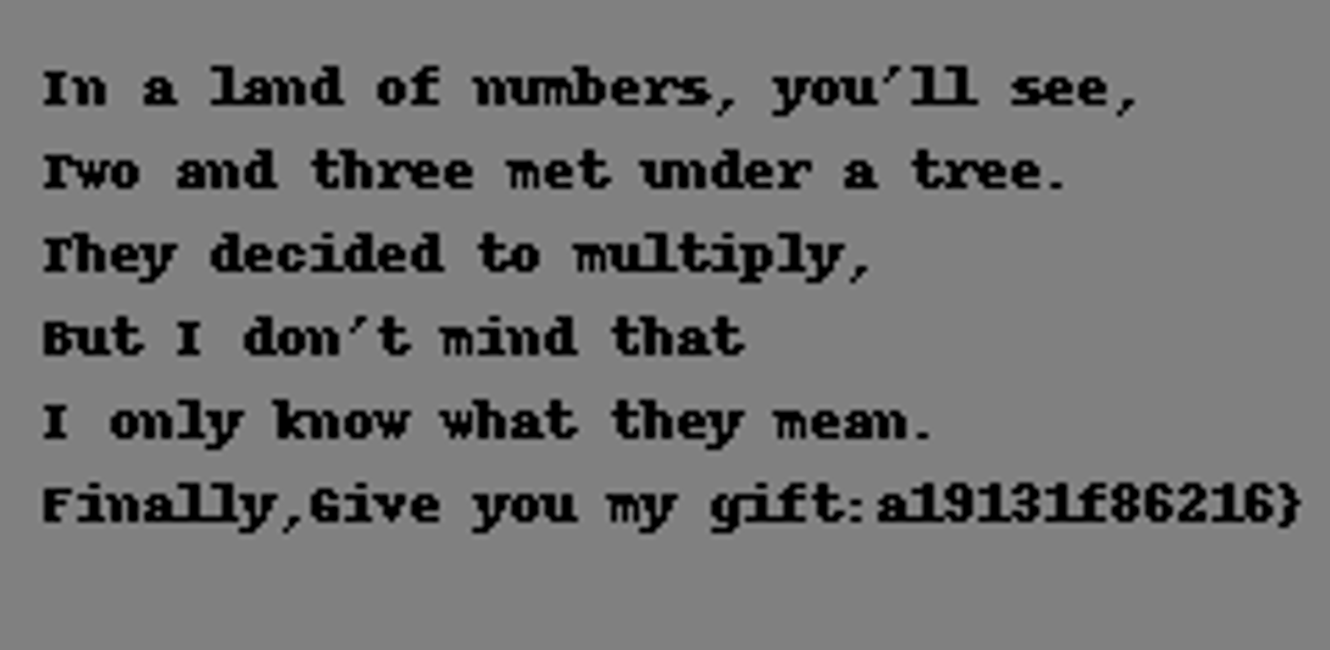 In a land of numbers, you'll see,
Two and three met under a tree.
They decided to multiply,
But I don't mind that
I only know what they mean.
Finally,Give you my gift:a19131f86216}